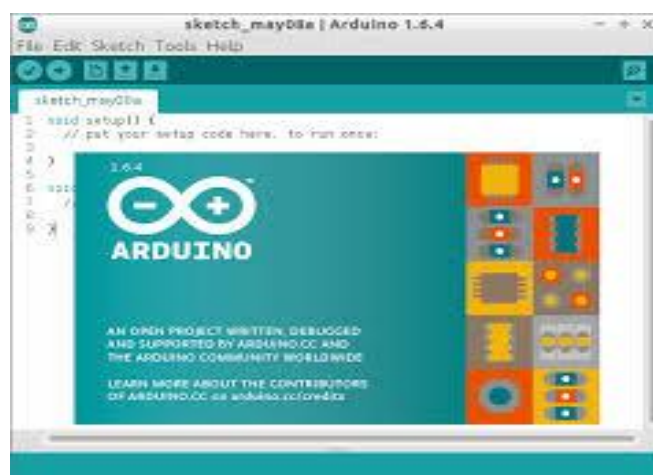 sketch_may08a | Arduino 1.6.4
File Edit Sketch Tools Help
sketch_may08a
1 void setup() {
2 // put your setup code here, to run once:
3
4 }
5
6 void
7 //
8
9 }
1.6.4
ARDUINO
AN OPEN PROJECT WRITTEN, DEBUGGED
AND SUPPORTED BY ARDUINO.CC AND
THE ARDUINO COMMUNITY WORLDWIDE
LEARN MORE ABOUT THE CONTRIBUTORS
OF ARDUINO.CC on arduino.cc/credits